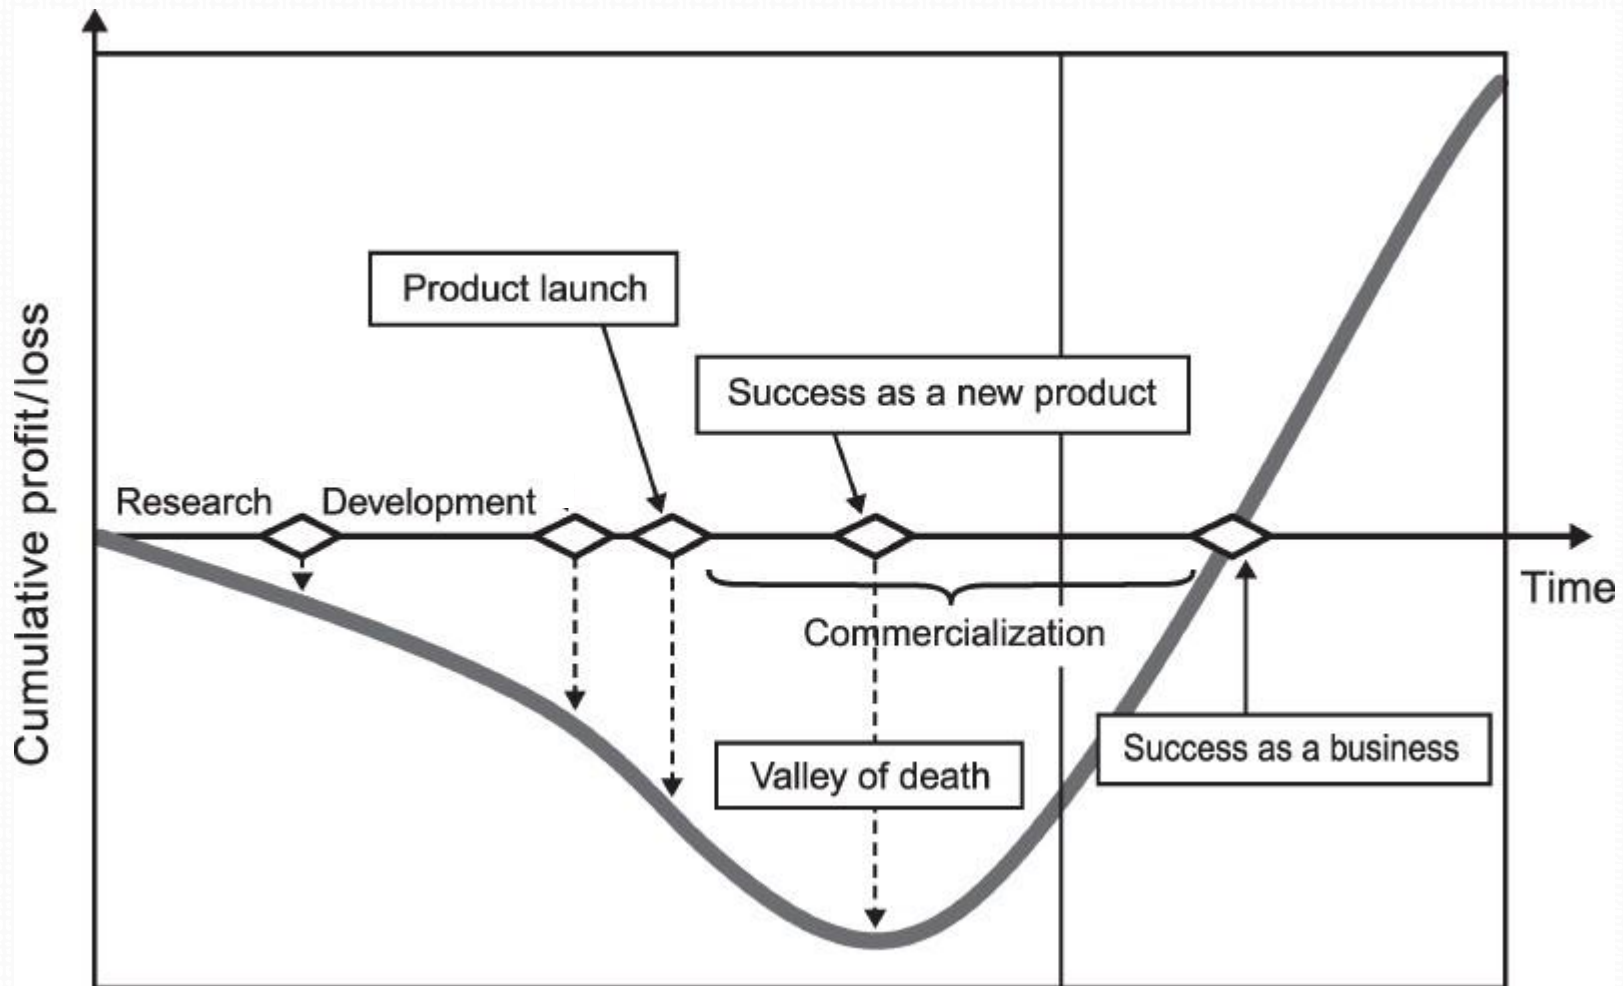 Product launch
Success as a new product
Research
Development
Cumulative profit/loss
Time
Commercialization
Valley of death
Success as a business